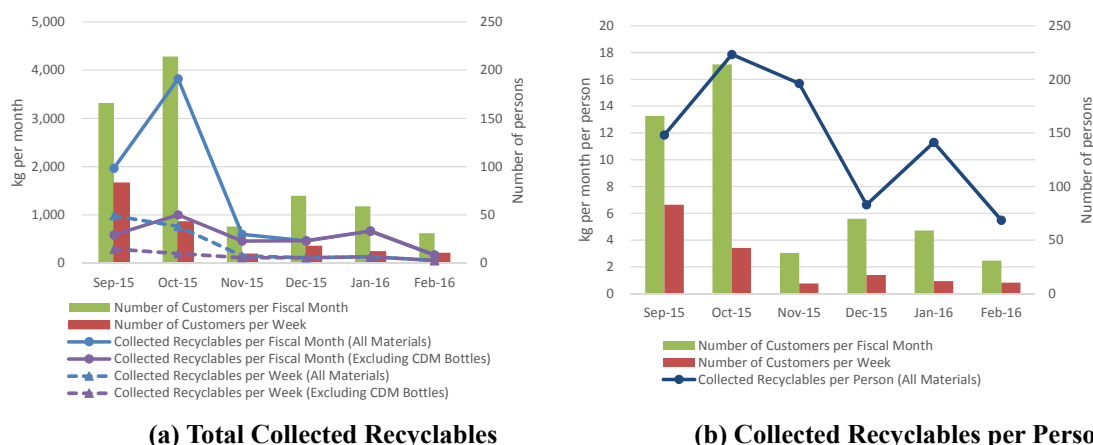 5,000
4,000
3,000
2,000
1,000
0
kg per month
250
200
150
100
50
0
Number of persons
Sep-15 Oct-15 Nov-15 Dec-15 Jan-16 Feb-16
Number of Customers per Fiscal Month
Number of Customers per Week
Collected Recyclables per Fiscal Month (All Materials)
Collected Recyclables per Fiscal Month (Excluding CDM Bottles)
Collected Recyclables per Week (All Materials)
Collected Recyclables per Week (Excluding CDM Bottles)
(a) Total Collected Recyclables
20
18
16
14
12
10
8
6
4
2
0
kg per month per person
250
200
150
100
50
0
Number of persons
Sep-15 Oct-15 Nov-15 Dec-15 Jan-16 Feb-16
Number of Customers per Fiscal Month
Number of Customers per Week
Collected Recyclables per Person (All Materials)
(b) Collected Recyclables per Perso